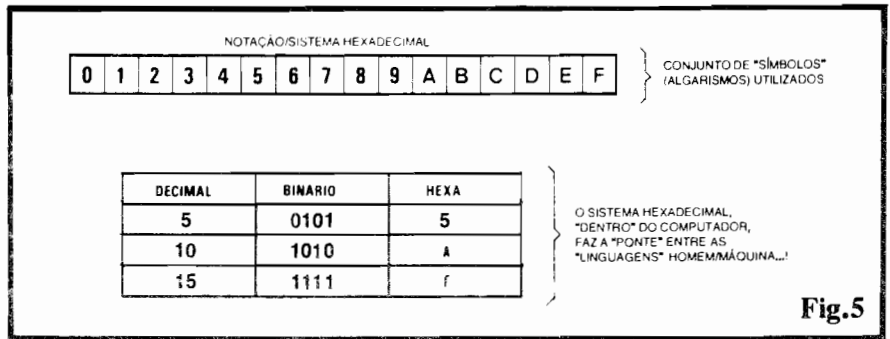 NOTAÇÃO/SISTEMA HEXADECIMAL
0 1 2 3 4 5 6 7 8 9 A B C D E F
CONJUNTO DE "SÍMBOLOS"
(ALGARISMOS) UTILIZADOS
DECIMAL BINARIO HEXA
5 0101 5
10 1010 A
15 1111 F
O SISTEMA HEXADECIMAL,
"DENTRO" DO COMPUTADOR,
FAZ A "PONTE" ENTRE AS
"LINGUAGENS" HOMEM/MÁQUINA...!
Fig.5